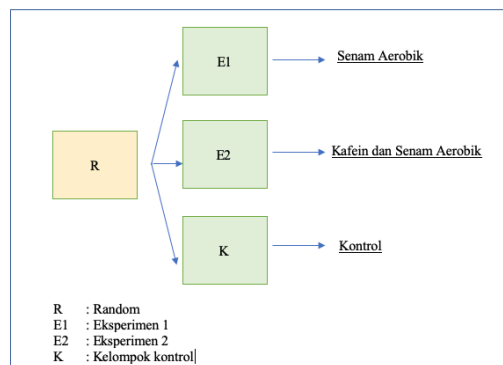 E1
Senam Aerobik
R
E2
Kafein dan Senam Aerobik
K
Kontrol
R : Random
E1 : Eksperimen 1
E2 : Eksperimen 2
K : Kelompok kontrol